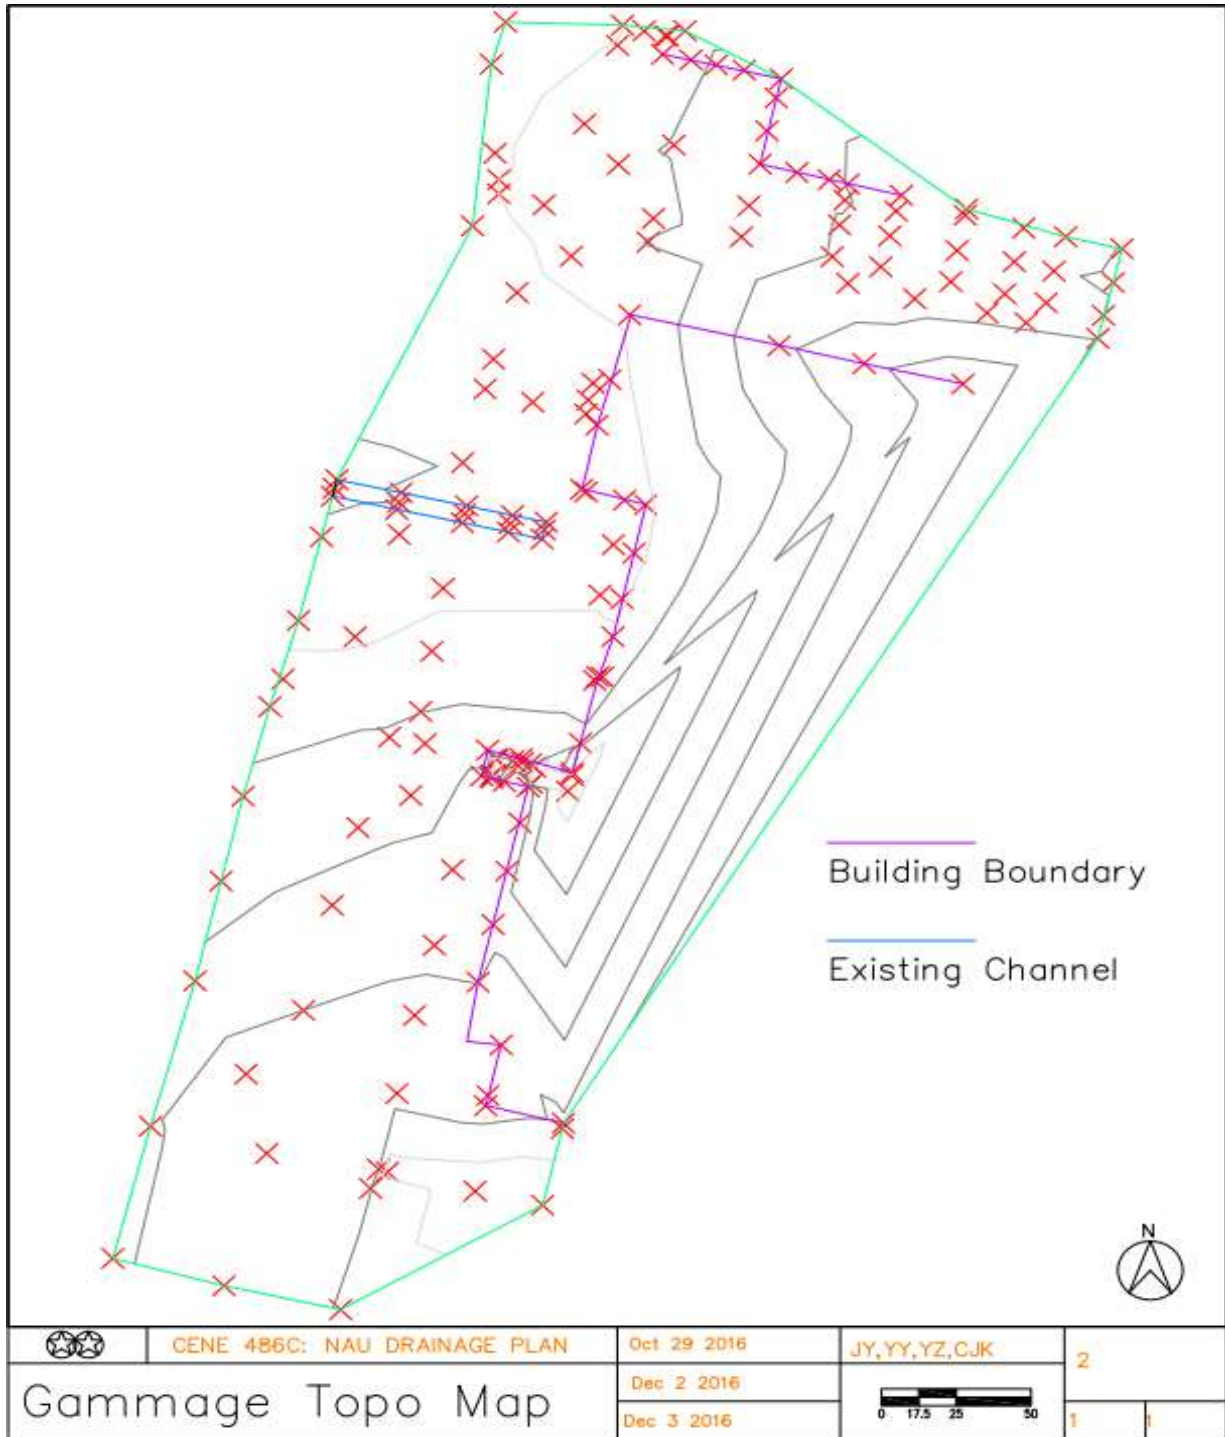 Building Boundary
Existing Channel
N
CENE 486C: NAU DRAINAGE PLAN
Oct 29 2016
JY,YY,YZ,CJK
2
Gammage Topo Map
Dec 2 2016
0 17.5 25 50
Dec 3 2016
1
1